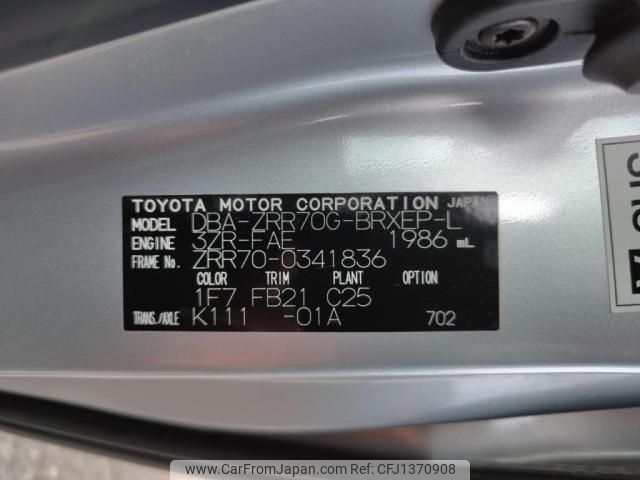 TOYOTA MOTOR CORPORATION JAPAN
MODEL DBA-ZRR70G-BRXEP-L
ENGINE 3ZR-FAE 1986 mL
FRAME No. ZRR70-0341836
COLOR TRIM PLANT OPTION
1F7 FB21 C25
TRANS./AXLE K111 -01A 702
www.CarFromJapan.com REF No. CFJ1370908